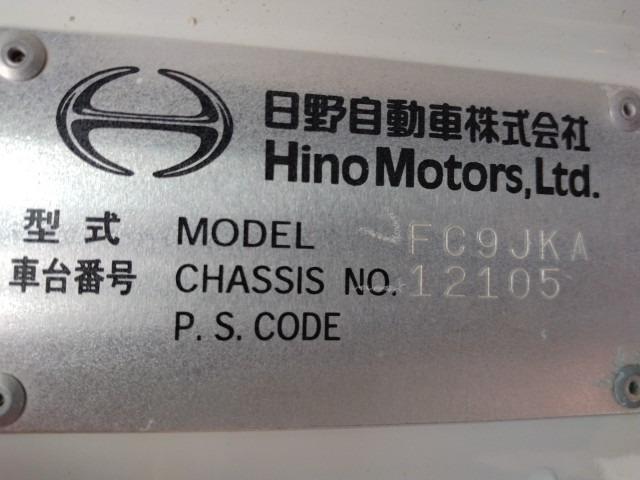 日野自動車株式会社
Hino Motors, Ltd.
型式 MODEL FC9JKA
車台番号 CHASSIS NO. 12105
P. S. CODE